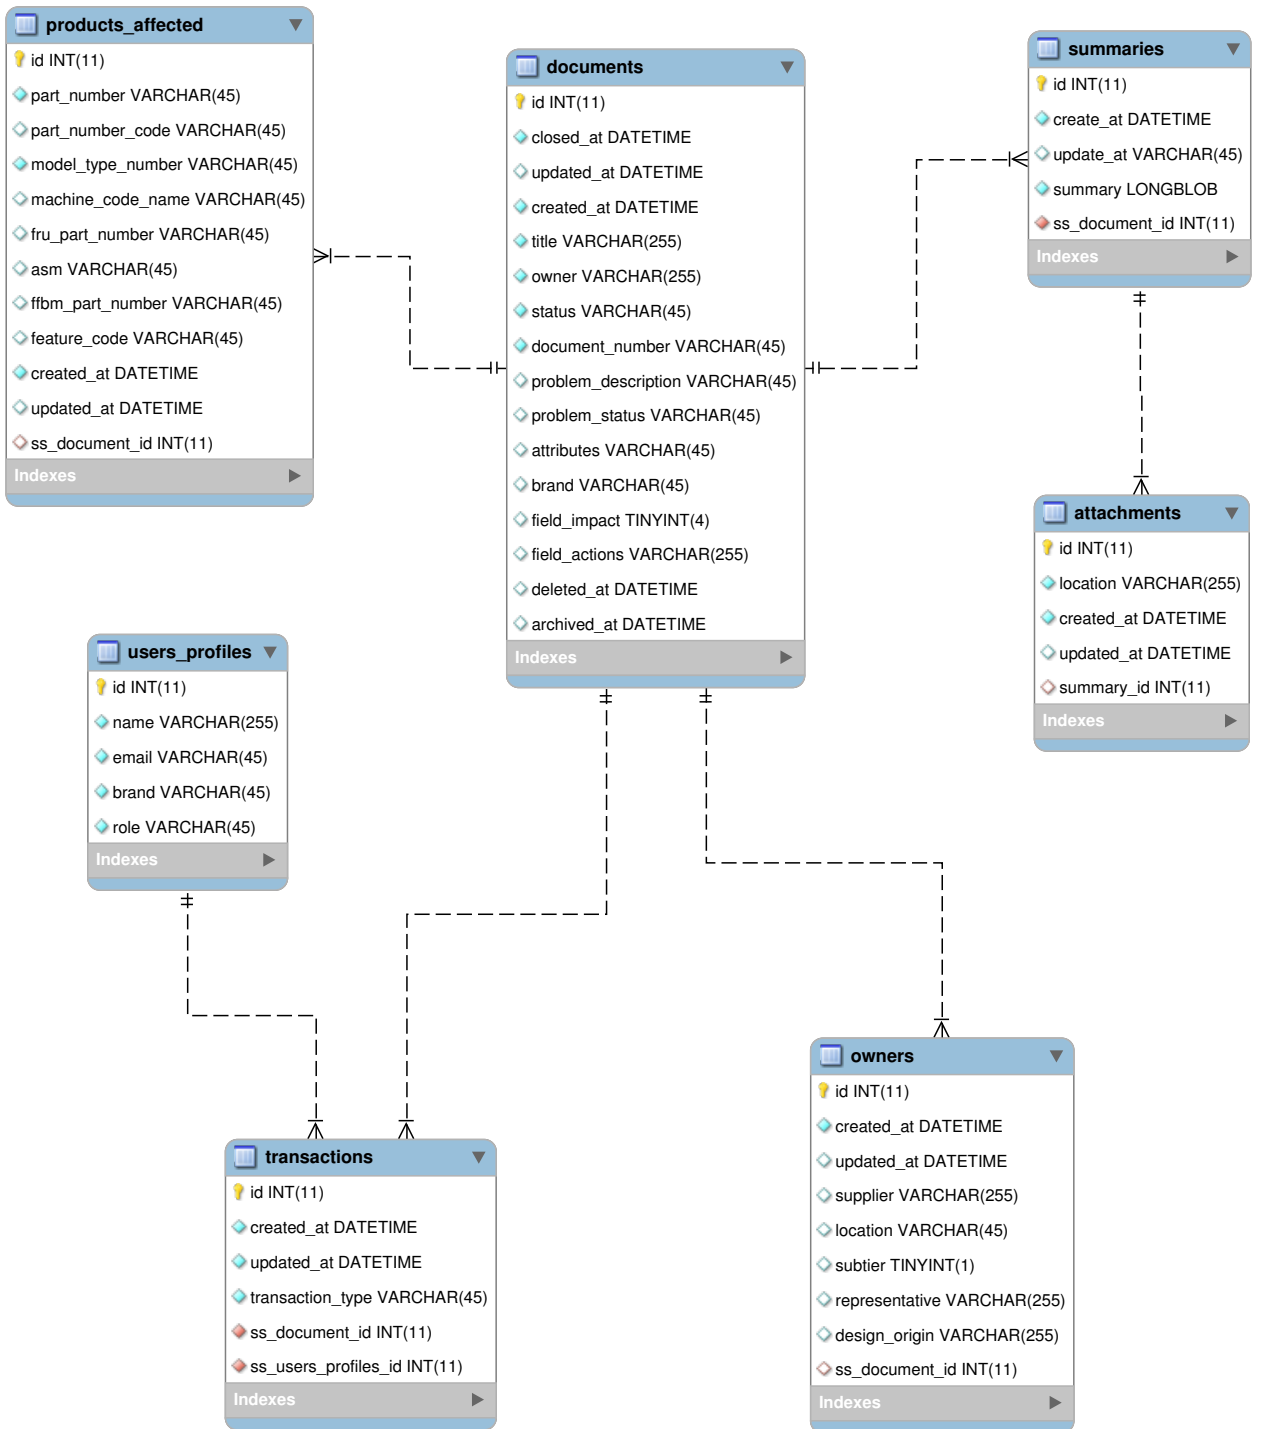 products_affected
id INT(11)
part_number VARCHAR(45)
part_number_code VARCHAR(45)
model_type_number VARCHAR(45)
machine_code_name VARCHAR(45)
fru_part_number VARCHAR(45)
asm VARCHAR(45)
ffbm_part_number VARCHAR(45)
feature_code VARCHAR(45)
created_at DATETIME
updated_at DATETIME
ss_document_id INT(11)
Indexes
documents
id INT(11)
closed_at DATETIME
updated_at DATETIME
created_at DATETIME
title VARCHAR(255)
owner VARCHAR(255)
status VARCHAR(45)
document_number VARCHAR(45)
problem_description VARCHAR(45)
problem_status VARCHAR(45)
attributes VARCHAR(45)
brand VARCHAR(45)
field_impact TINYINT(4)
field_actions VARCHAR(255)
deleted_at DATETIME
archived_at DATETIME
Indexes
summaries
id INT(11)
create_at DATETIME
update_at VARCHAR(45)
summary LONGBLOB
ss_document_id INT(11)
Indexes
attachments
id INT(11)
location VARCHAR(255)
created_at DATETIME
updated_at DATETIME
summary_id INT(11)
Indexes
users_profiles
id INT(11)
name VARCHAR(255)
email VARCHAR(45)
brand VARCHAR(45)
role VARCHAR(45)
Indexes
transactions
id INT(11)
created_at DATETIME
updated_at DATETIME
transaction_type VARCHAR(45)
ss_document_id INT(11)
ss_users_profiles_id INT(11)
Indexes
owners
id INT(11)
created_at DATETIME
updated_at DATETIME
supplier VARCHAR(255)
location VARCHAR(45)
subtier TINYINT(1)
representative VARCHAR(255)
design_origin VARCHAR(255)
ss_document_id INT(11)
Indexes